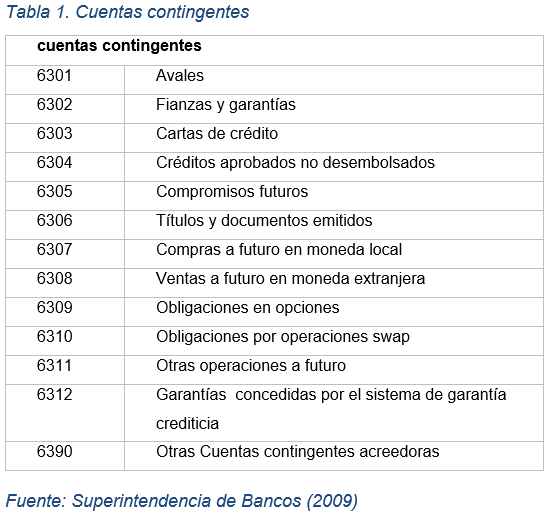 Tabla 1. Cuentas contingentes
cuentas contingentes
6301 Avales
6302 Fianzas y garantías
6303 Cartas de crédito
6304 Créditos aprobados no desembolsados
6305 Compromisos futuros
6306 Títulos y documentos emitidos
6307 Compras a futuro en moneda local
6308 Ventas a futuro en moneda extranjera
6309 Obligaciones en opciones
6310 Obligaciones por operaciones swap
6311 Otras operaciones a futuro
6312 Garantías concedidas por el sistema de garantía
crediticia
6390 Otras Cuentas contingentes acreedoras
Fuente: Superintendencia de Bancos (2009)